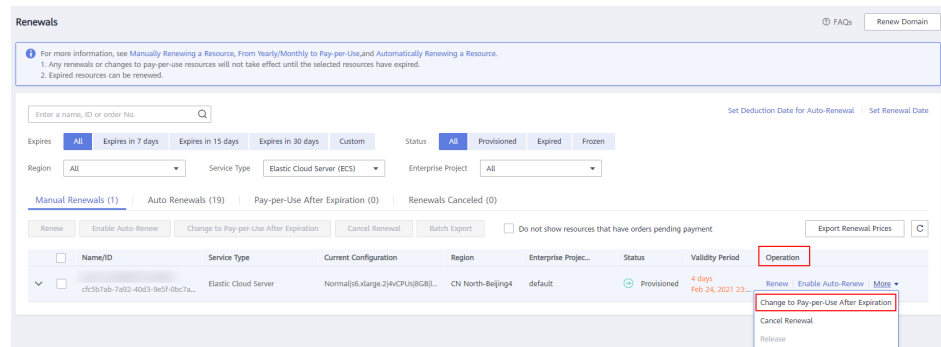 Renewals
FAQs
Renew Domain
For more information, see Manually Renewing a Resource, From Yearly/Monthly to Pay-per-Use,and Automatically Renewing a Resource.
1. Any renewals or changes to pay-per-use resources will not take effect until the selected resources have expired.
2. Expired resources can be renewed.
Enter a name, ID or order No.
Set Deduction Date for Auto-Renewal
Set Renewal Date
Expires All Expires in 7 days Expires in 15 days Expires in 30 days Custom Status All Provisioned Expired Frozen
Region All Service Type Elastic Cloud Server (ECS) Enterprise Project All
Manual Renewals (1) Auto Renewals (19) Pay-per-Use After Expiration (0) Renewals Canceled (0)
Renew Enable Auto-Renew Change to Pay-per-Use After Expiration Cancel Renewal Batch Export Do not show resources that have orders pending payment Export Renewal Prices
Name/ID Service Type Current Configuration Region Enterprise Projec... Status Validity Period Operation
cfc5b7ab-7a92-40d3-9e5f-0bc7a... Elastic Cloud Server Normal|s6.xlarge.2|4vCPUs|8GB|l... CN North-Beijing4 default Provisioned 4 days Renew Enable Auto-Renew More
Feb 24, 2021 23:...
Change to Pay-per-Use After Expiration
Cancel Renewal
Release